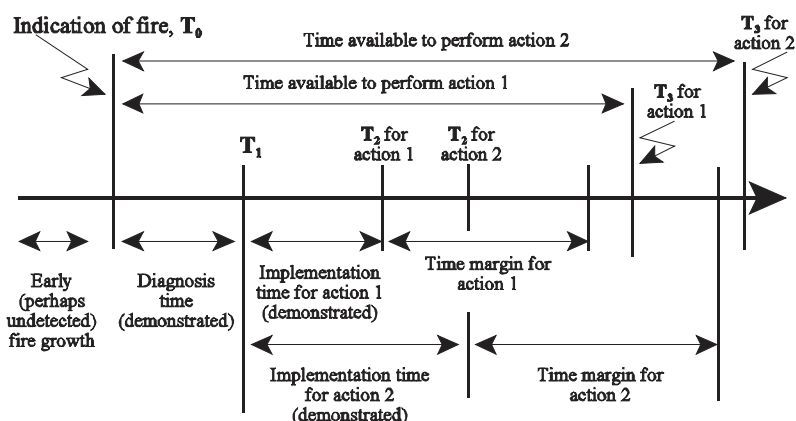 Indication of fire, T0
T3 for
action 2
Time available to perform action 2
Time available to perform action 1
T3 for
action 1
T1
T2 for
action 1
T2 for
action 2
Early
(perhaps
undetected)
fire growth
Diagnosis
time
(demonstrated)
Implementation
time for action 1
(demonstrated)
Time margin for
action 1
Implementation time
for action 2
(demonstrated)
Time margin for
action 2